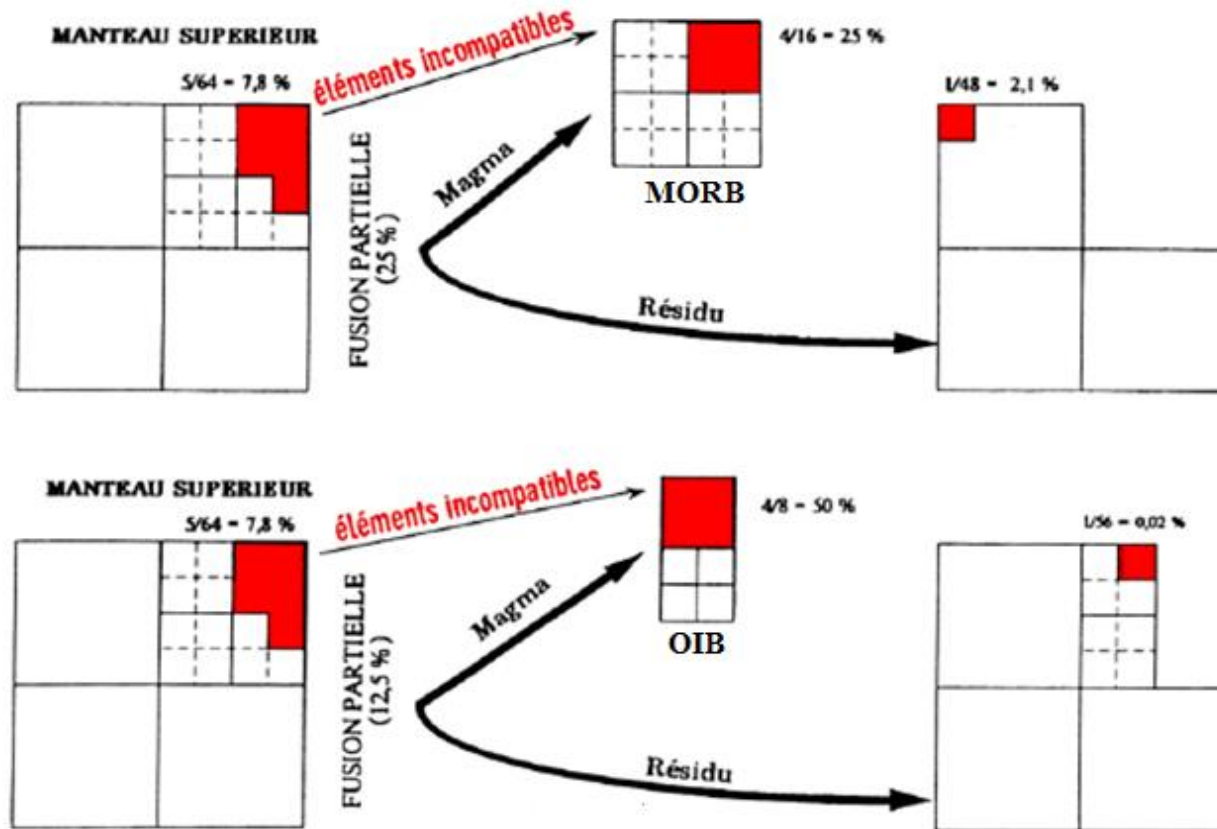 MANTEAU SUPERIEUR
5/64 = 7,8 %
éléments incompatibles
4/16 = 25 %
1/48 = 2,1 %
FUSION PARTIELLE
(25 %)
Magma
MORB
Résidu
MANTEAU SUPERIEUR
5/64 = 7,8 %
éléments incompatibles
4/8 = 50 %
1/56 = 0,02 %
FUSION PARTIELLE
(12,5 %)
Magma
OIB
Résidu